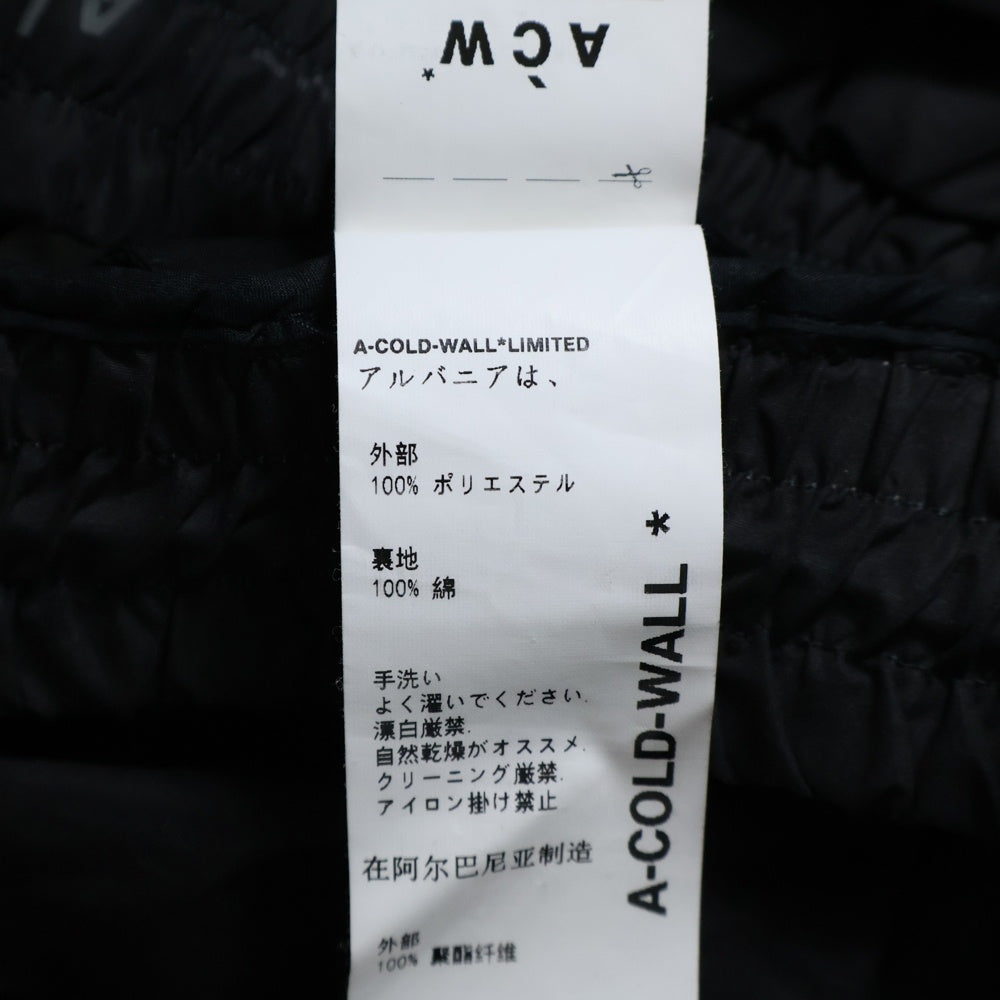 ACW
*
A-COLD-WALL*LIMITED
アルバニアは、
外部
100% ポリエステル
裏地
100% 綿
手洗い
よく濯いでください.
漂白厳禁.
自然乾燥がオススメ.
クリーニング厳禁.
アイロン掛け禁止
在阿尔巴尼亚制造
外部
100% 聚酯纤维
A-COLD-WALL *